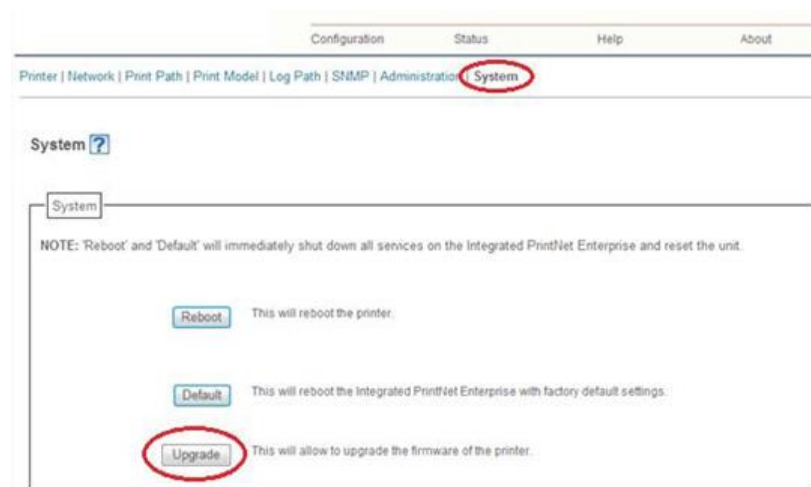 Configuration Status Help About
Printer | Network | Print Path | Print Model | Log Path | SNMP | Administration | System
System ?
System
NOTE: 'Reboot' and 'Default' will immediately shut down all services on the Integrated PrintNet Enterprise and reset the unit.
Reboot This will reboot the printer.
Default This will reboot the Integrated PrintNet Enterprise with factory default settings.
Upgrade This will allow to upgrade the firmware of the printer.